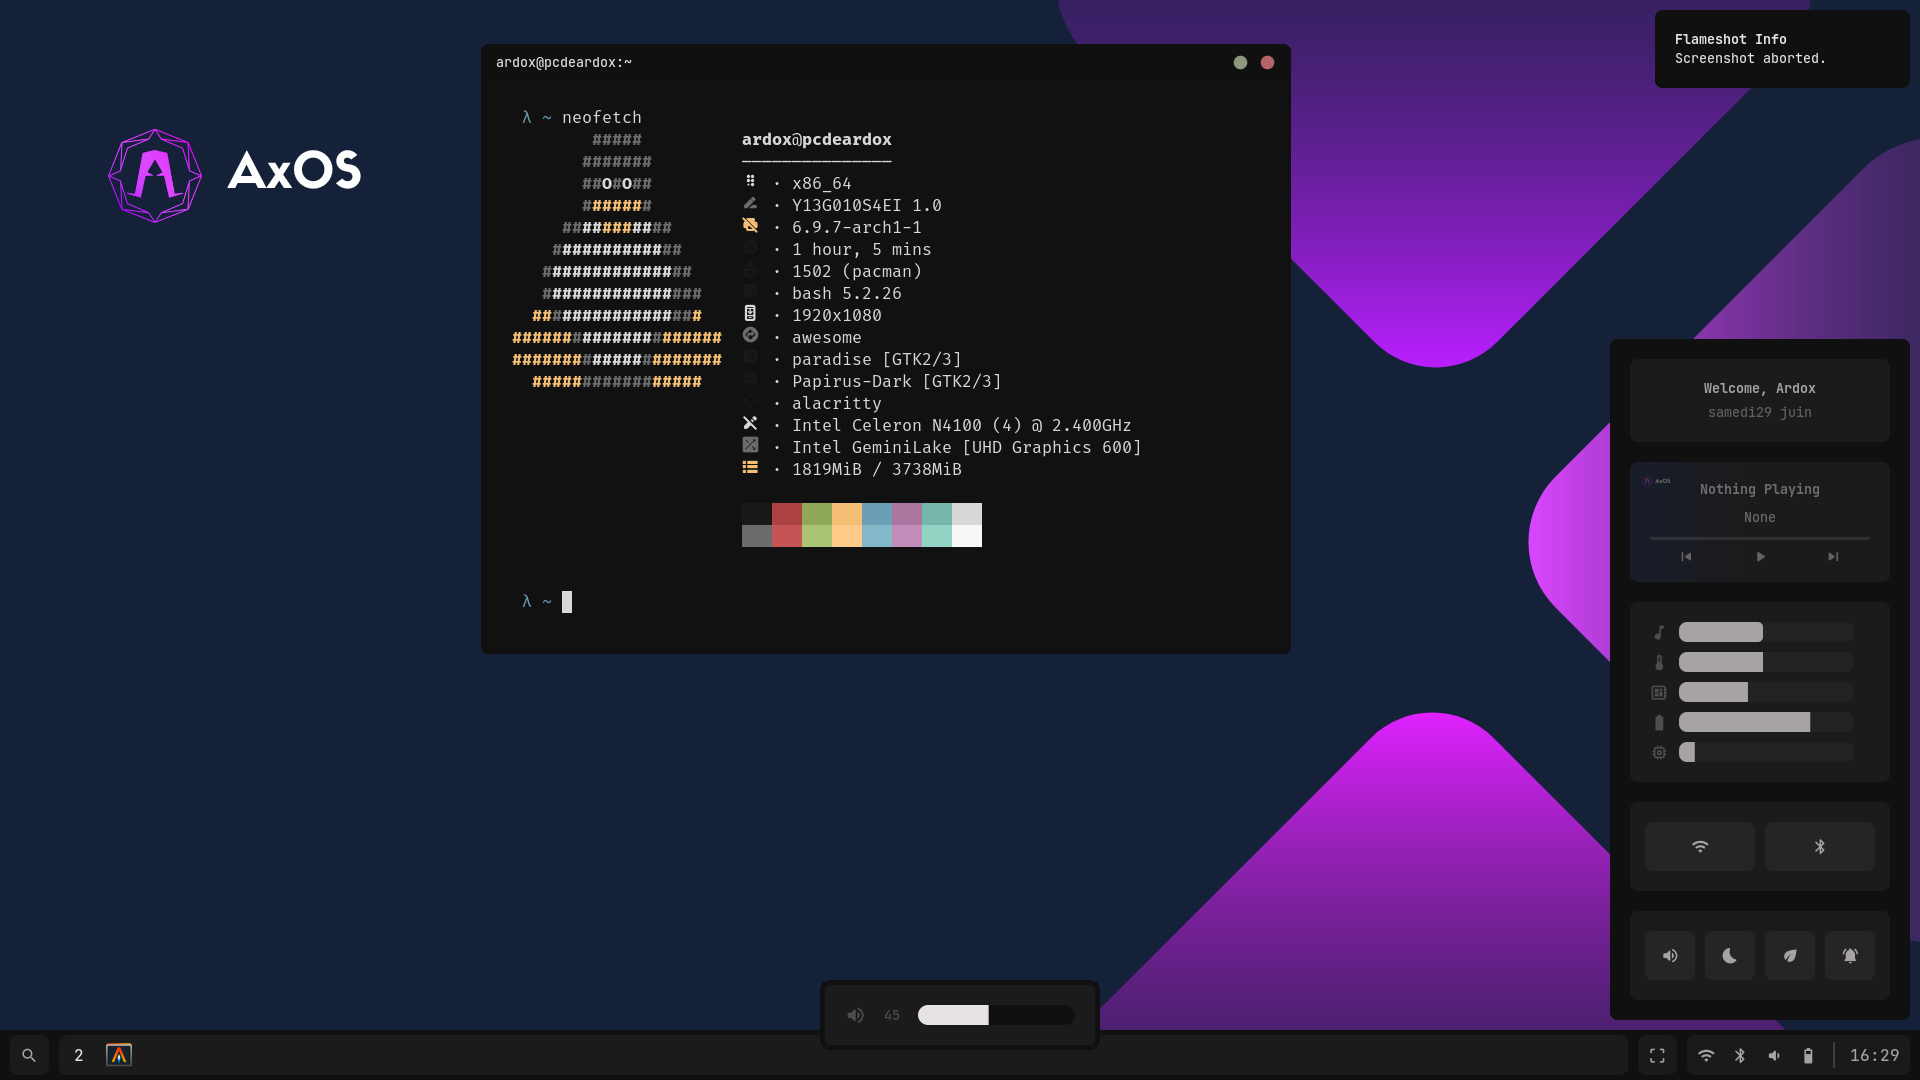 AxOS
ardox@pcdeardox:~
λ ~ neofetch
#####
#######
##O#O##
#######
###########
#############
###############
################
#################
#####################
#####################
#################
ardox@pcdeardox
───────────────
· x86_64
· Y13G010S4EI 1.0
· 6.9.7-arch1-1
· 1 hour, 5 mins
· 1502 (pacman)
· bash 5.2.26
· 1920x1080
· awesome
· paradise [GTK2/3]
· Papirus-Dark [GTK2/3]
· alacritty
· Intel Celeron N4100 (4) @ 2.400GHz
· Intel GeminiLake [UHD Graphics 600]
· 1819MiB / 3738MiB
λ ~
Flameshot Info
Screenshot aborted.
Welcome, Ardox
samedi29 juin
AxOS
Nothing Playing
None
45
2
16:29